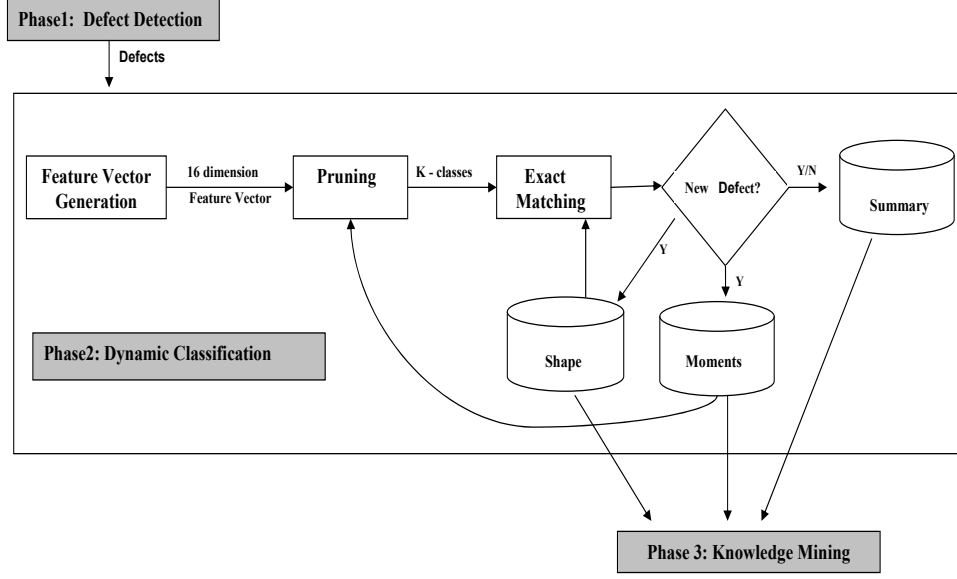 Phase1: Defect Detection
Defects
Feature Vector
Generation
16 dimension
Feature Vector
Pruning
K - classes
Exact
Matching
New Defect?
Y/N
Summary
Y
Y
Shape
Moments
Phase2: Dynamic Classification
Phase 3: Knowledge Mining